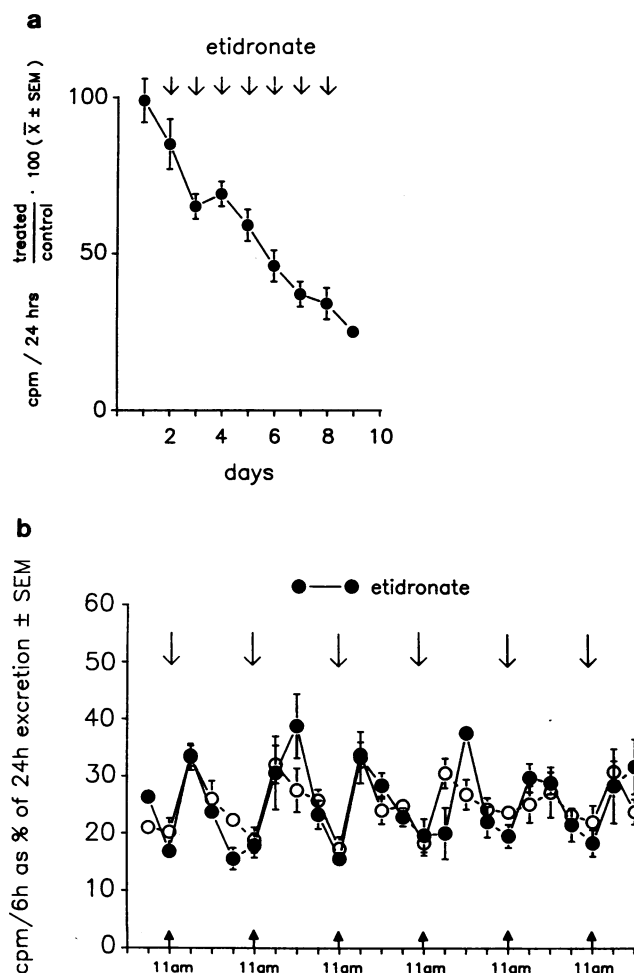 a
etidronate
cpm / 24 hrs treated/control · 100 ( X̄ ± SEM )
100
50
0
2 4 6 8 10
days
b
cpm/6h as % of 24h excretion ± SEM
etidronate
60
50
40
30
20
10
0
11am 11am 11am 11am 11am 11am